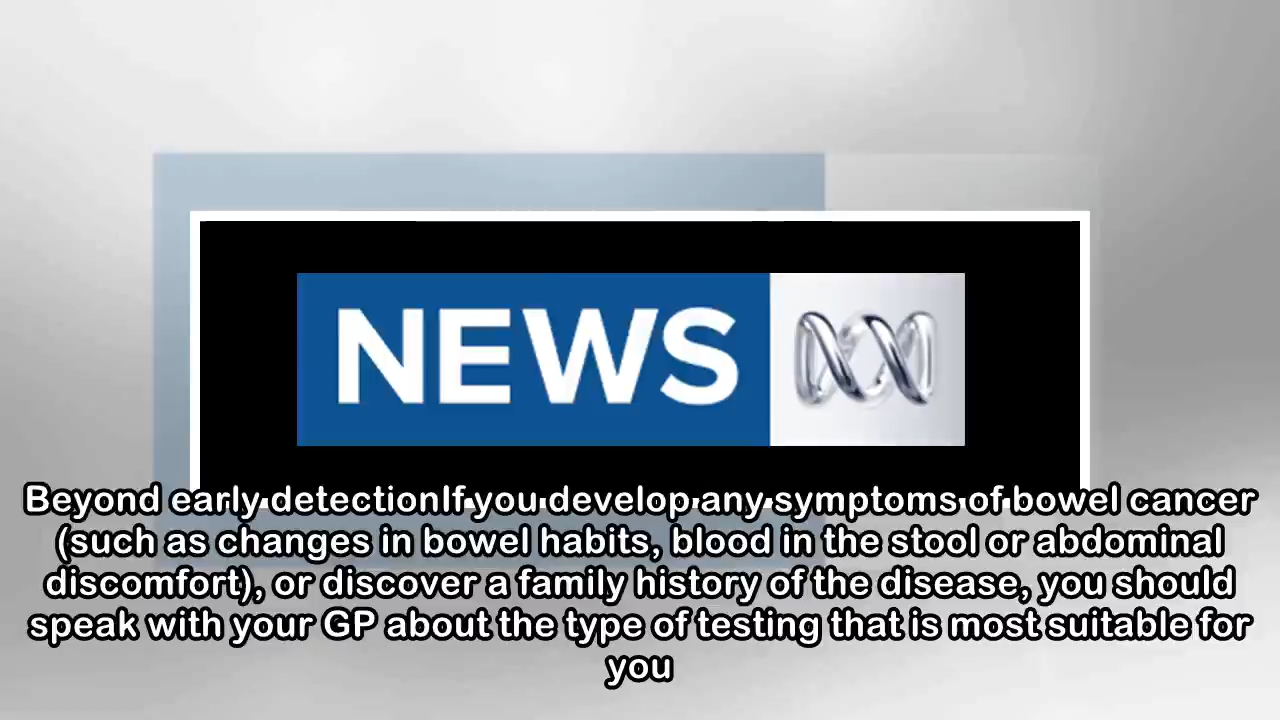 NEWS
Beyond early detectionIf you develop any symptoms of bowel cancer
(such as changes in bowel habits, blood in the stool or abdominal
discomfort), or discover a family history of the disease, you should
speak with your GP about the type of testing that is most suitable for
you